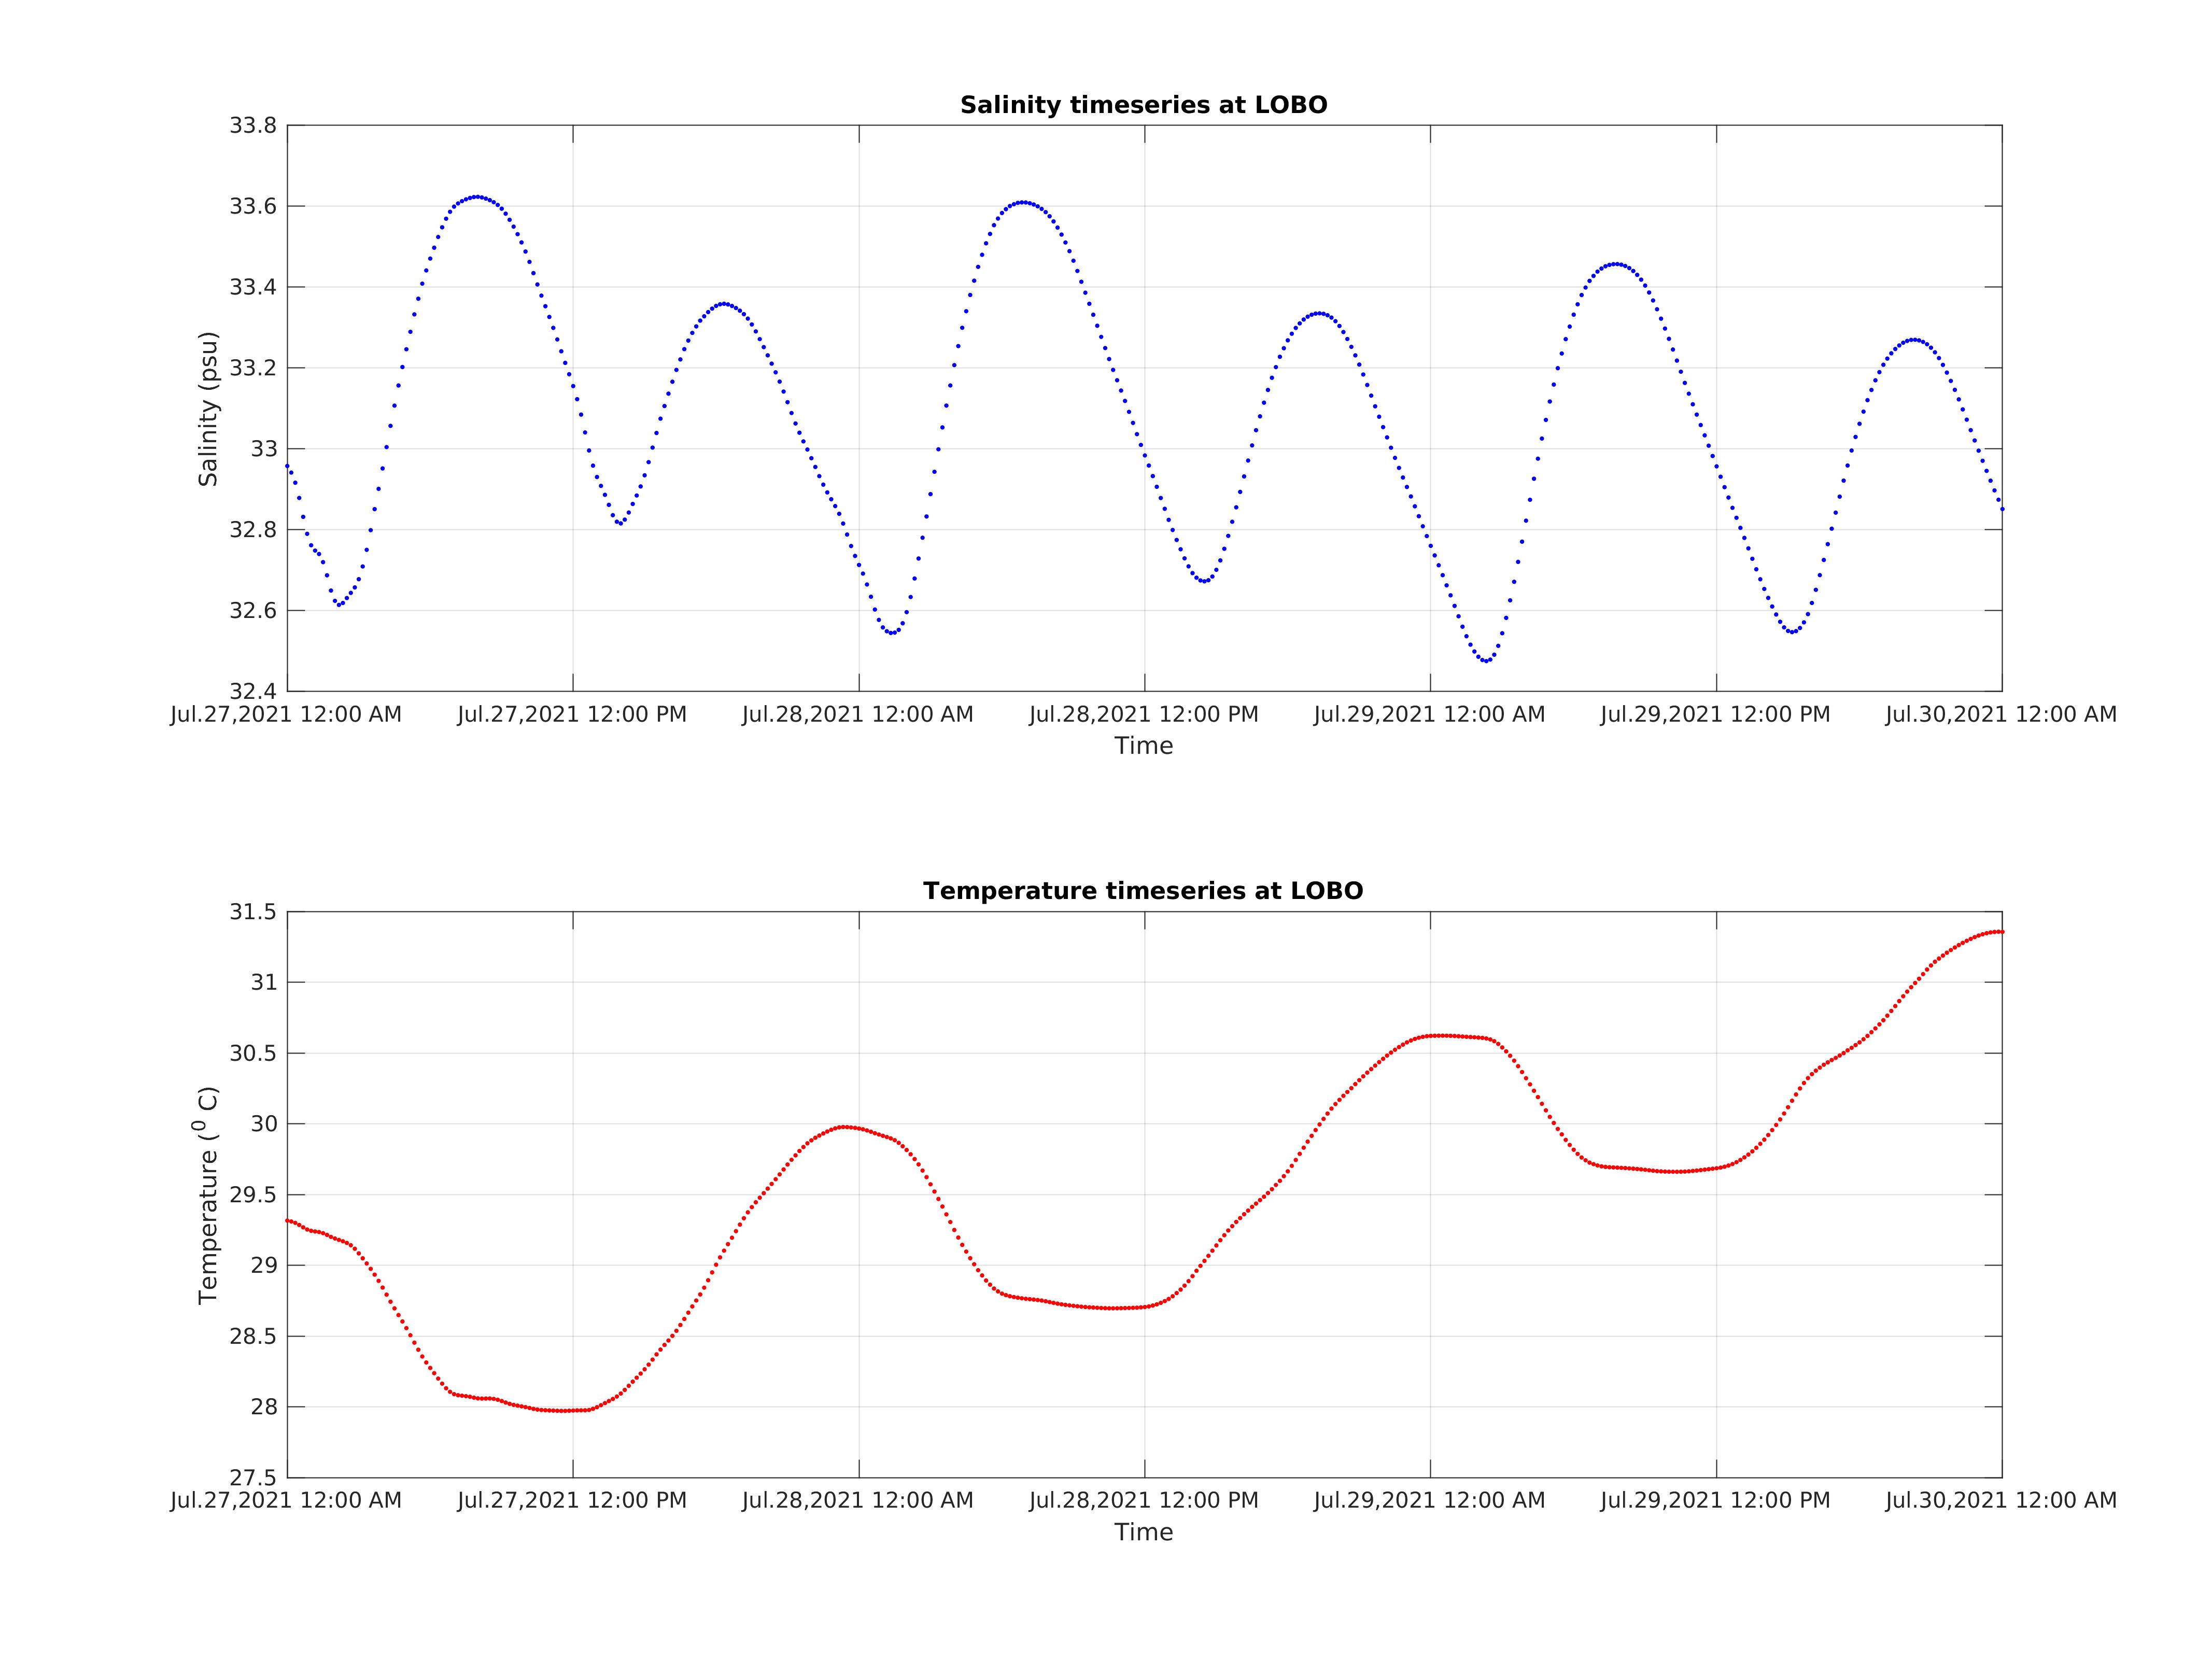 Salinity timeseries at LOBO
33.8
33.6
33.4
33.2
33
32.8
32.6
32.4
Salinity (psu)
Jul.27,2021 12:00 AM Jul.27,2021 12:00 PM Jul.28,2021 12:00 AM Jul.28,2021 12:00 PM Jul.29,2021 12:00 AM Jul.29,2021 12:00 PM Jul.30,2021 12:00 AM
Time
Temperature timeseries at LOBO
31.5
31
30.5
30
29.5
29
28.5
28
27.5
Temperature (⁰ C)
Jul.27,2021 12:00 AM Jul.27,2021 12:00 PM Jul.28,2021 12:00 AM Jul.28,2021 12:00 PM Jul.29,2021 12:00 AM Jul.29,2021 12:00 PM Jul.30,2021 12:00 AM
Time